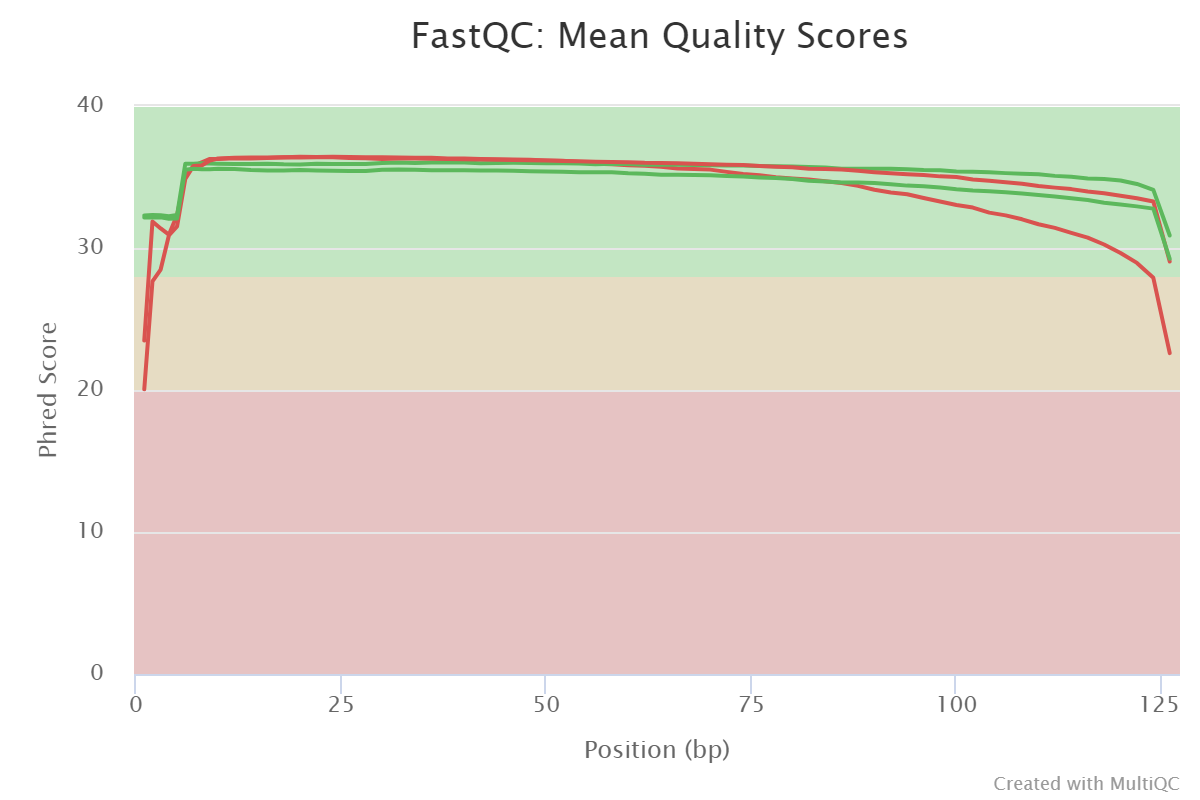 FastQC: Mean Quality Scores
40
30
20
10
0
Phred Score
0 25 50 75 100 125
Position (bp)
Created with MultiQC